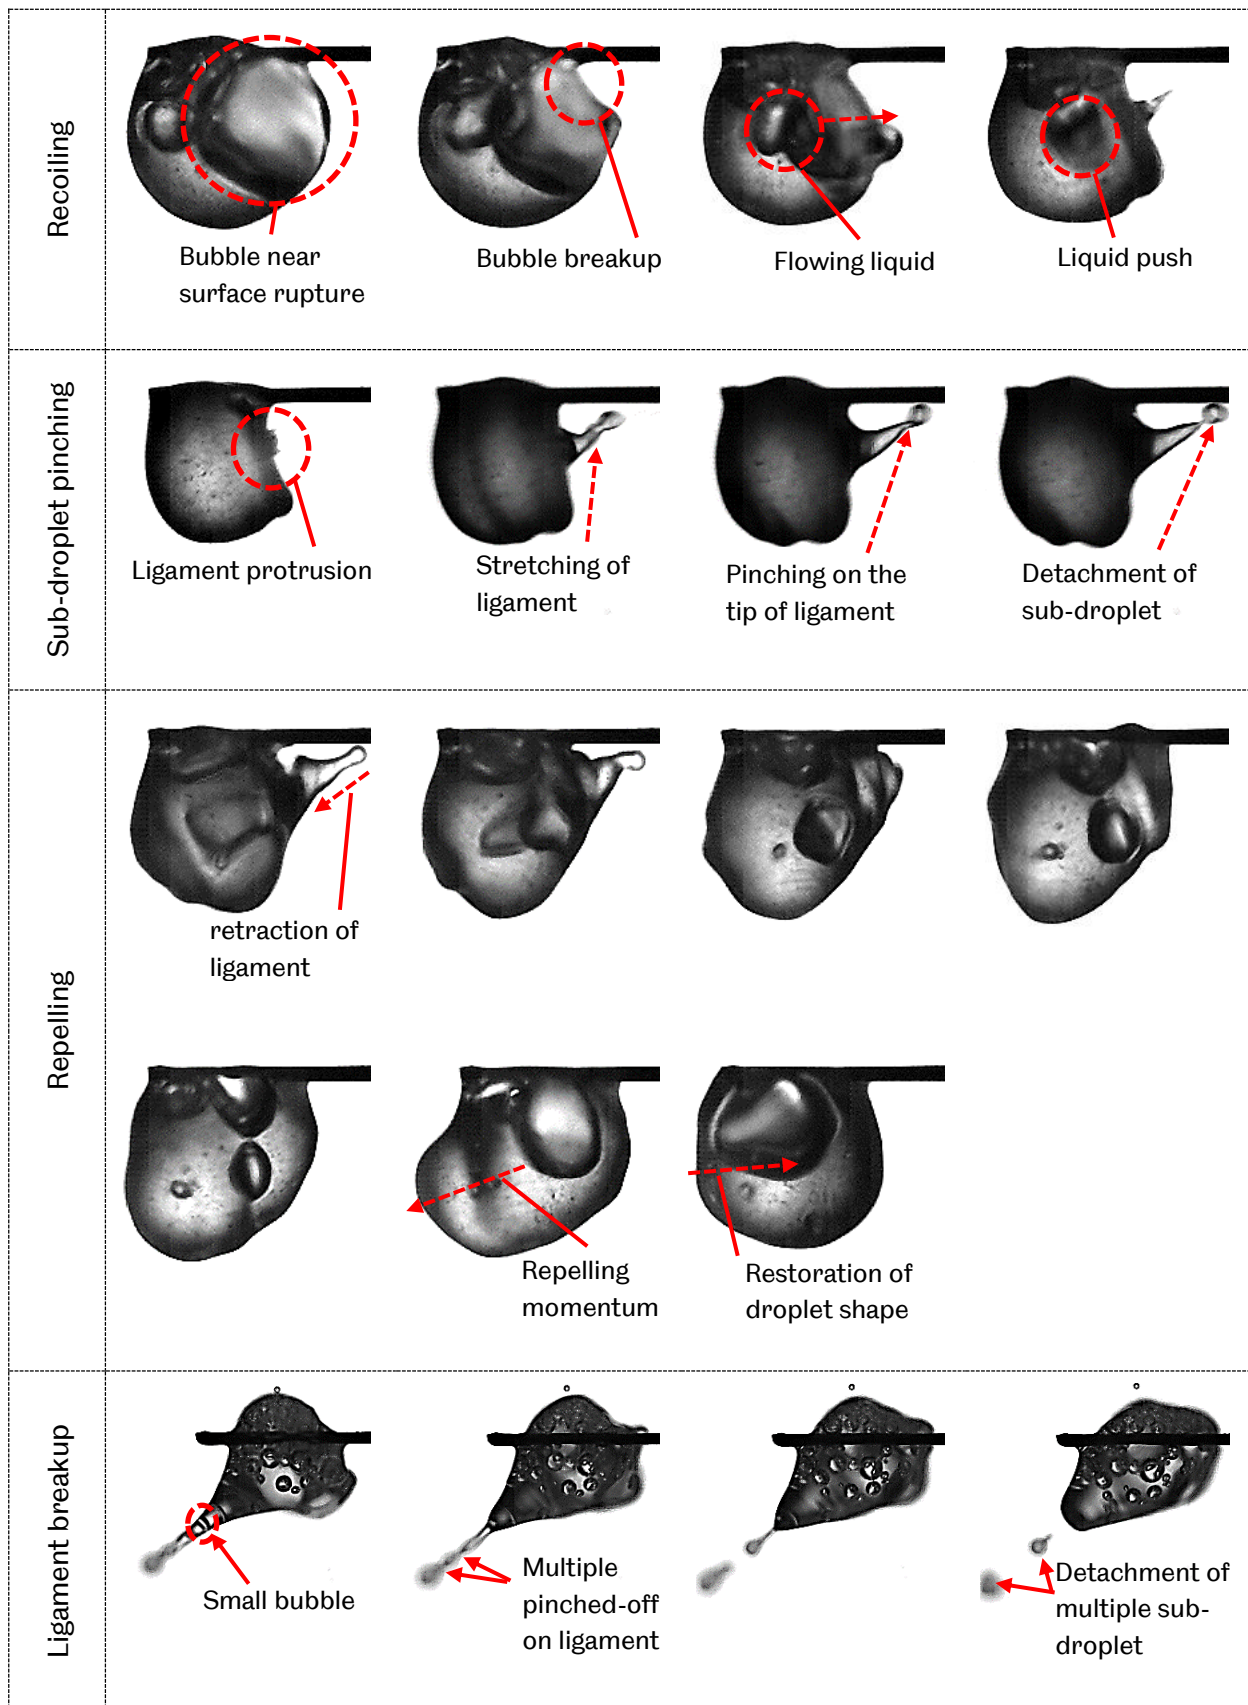 Recoiling
Bubble near
surface rupture
Bubble breakup
Flowing liquid
Liquid push
Sub-droplet pinching
Ligament protrusion
Stretching of
ligament
Pinching on the
tip of ligament
Detachment of
sub-droplet
Repelling
retraction of
ligament
Repelling
momentum
Restoration of
droplet shape
Ligament breakup
Small bubble
Multiple
pinched-off
on ligament
Detachment of
multiple sub-
droplet